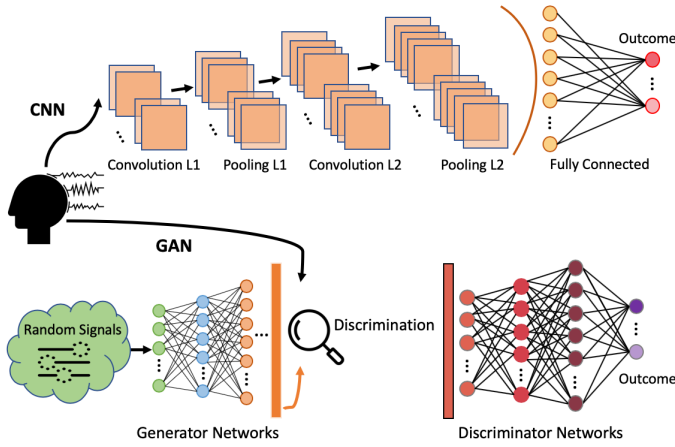 Outcome
CNN
Convolution L1
Pooling L1
Convolution L2
Pooling L2
Fully Connected
GAN
Random Signals
Discrimination
Outcome
Generator Networks
Discriminator Networks